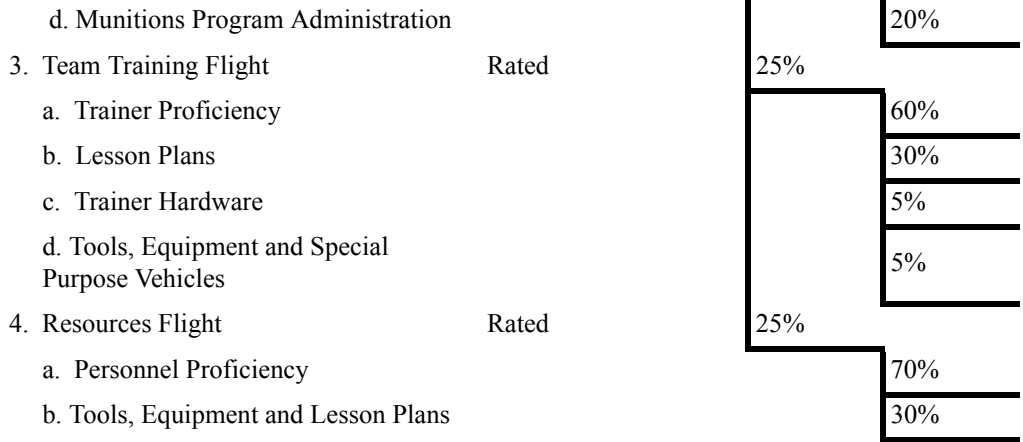 d. Munitions Program Administration 20%
3. Team Training Flight Rated 25%
a. Trainer Proficiency 60%
b. Lesson Plans 30%
c. Trainer Hardware 5%
d. Tools, Equipment and Special
Purpose Vehicles 5%
4. Resources Flight Rated 25%
a. Personnel Proficiency 70%
b. Tools, Equipment and Lesson Plans 30%